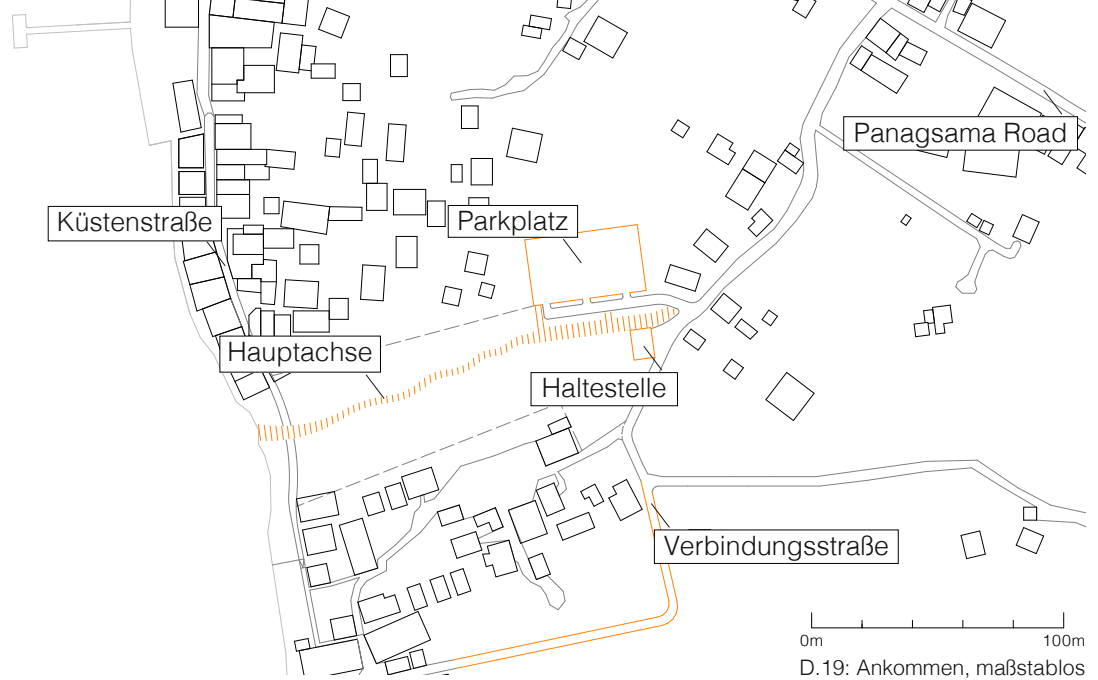 Panagsama Road
Küstenstraße
Parkplatz
Hauptachse
Haltestelle
Verbindungsstraße
0m 100m
D.19: Ankommen, maßstablos